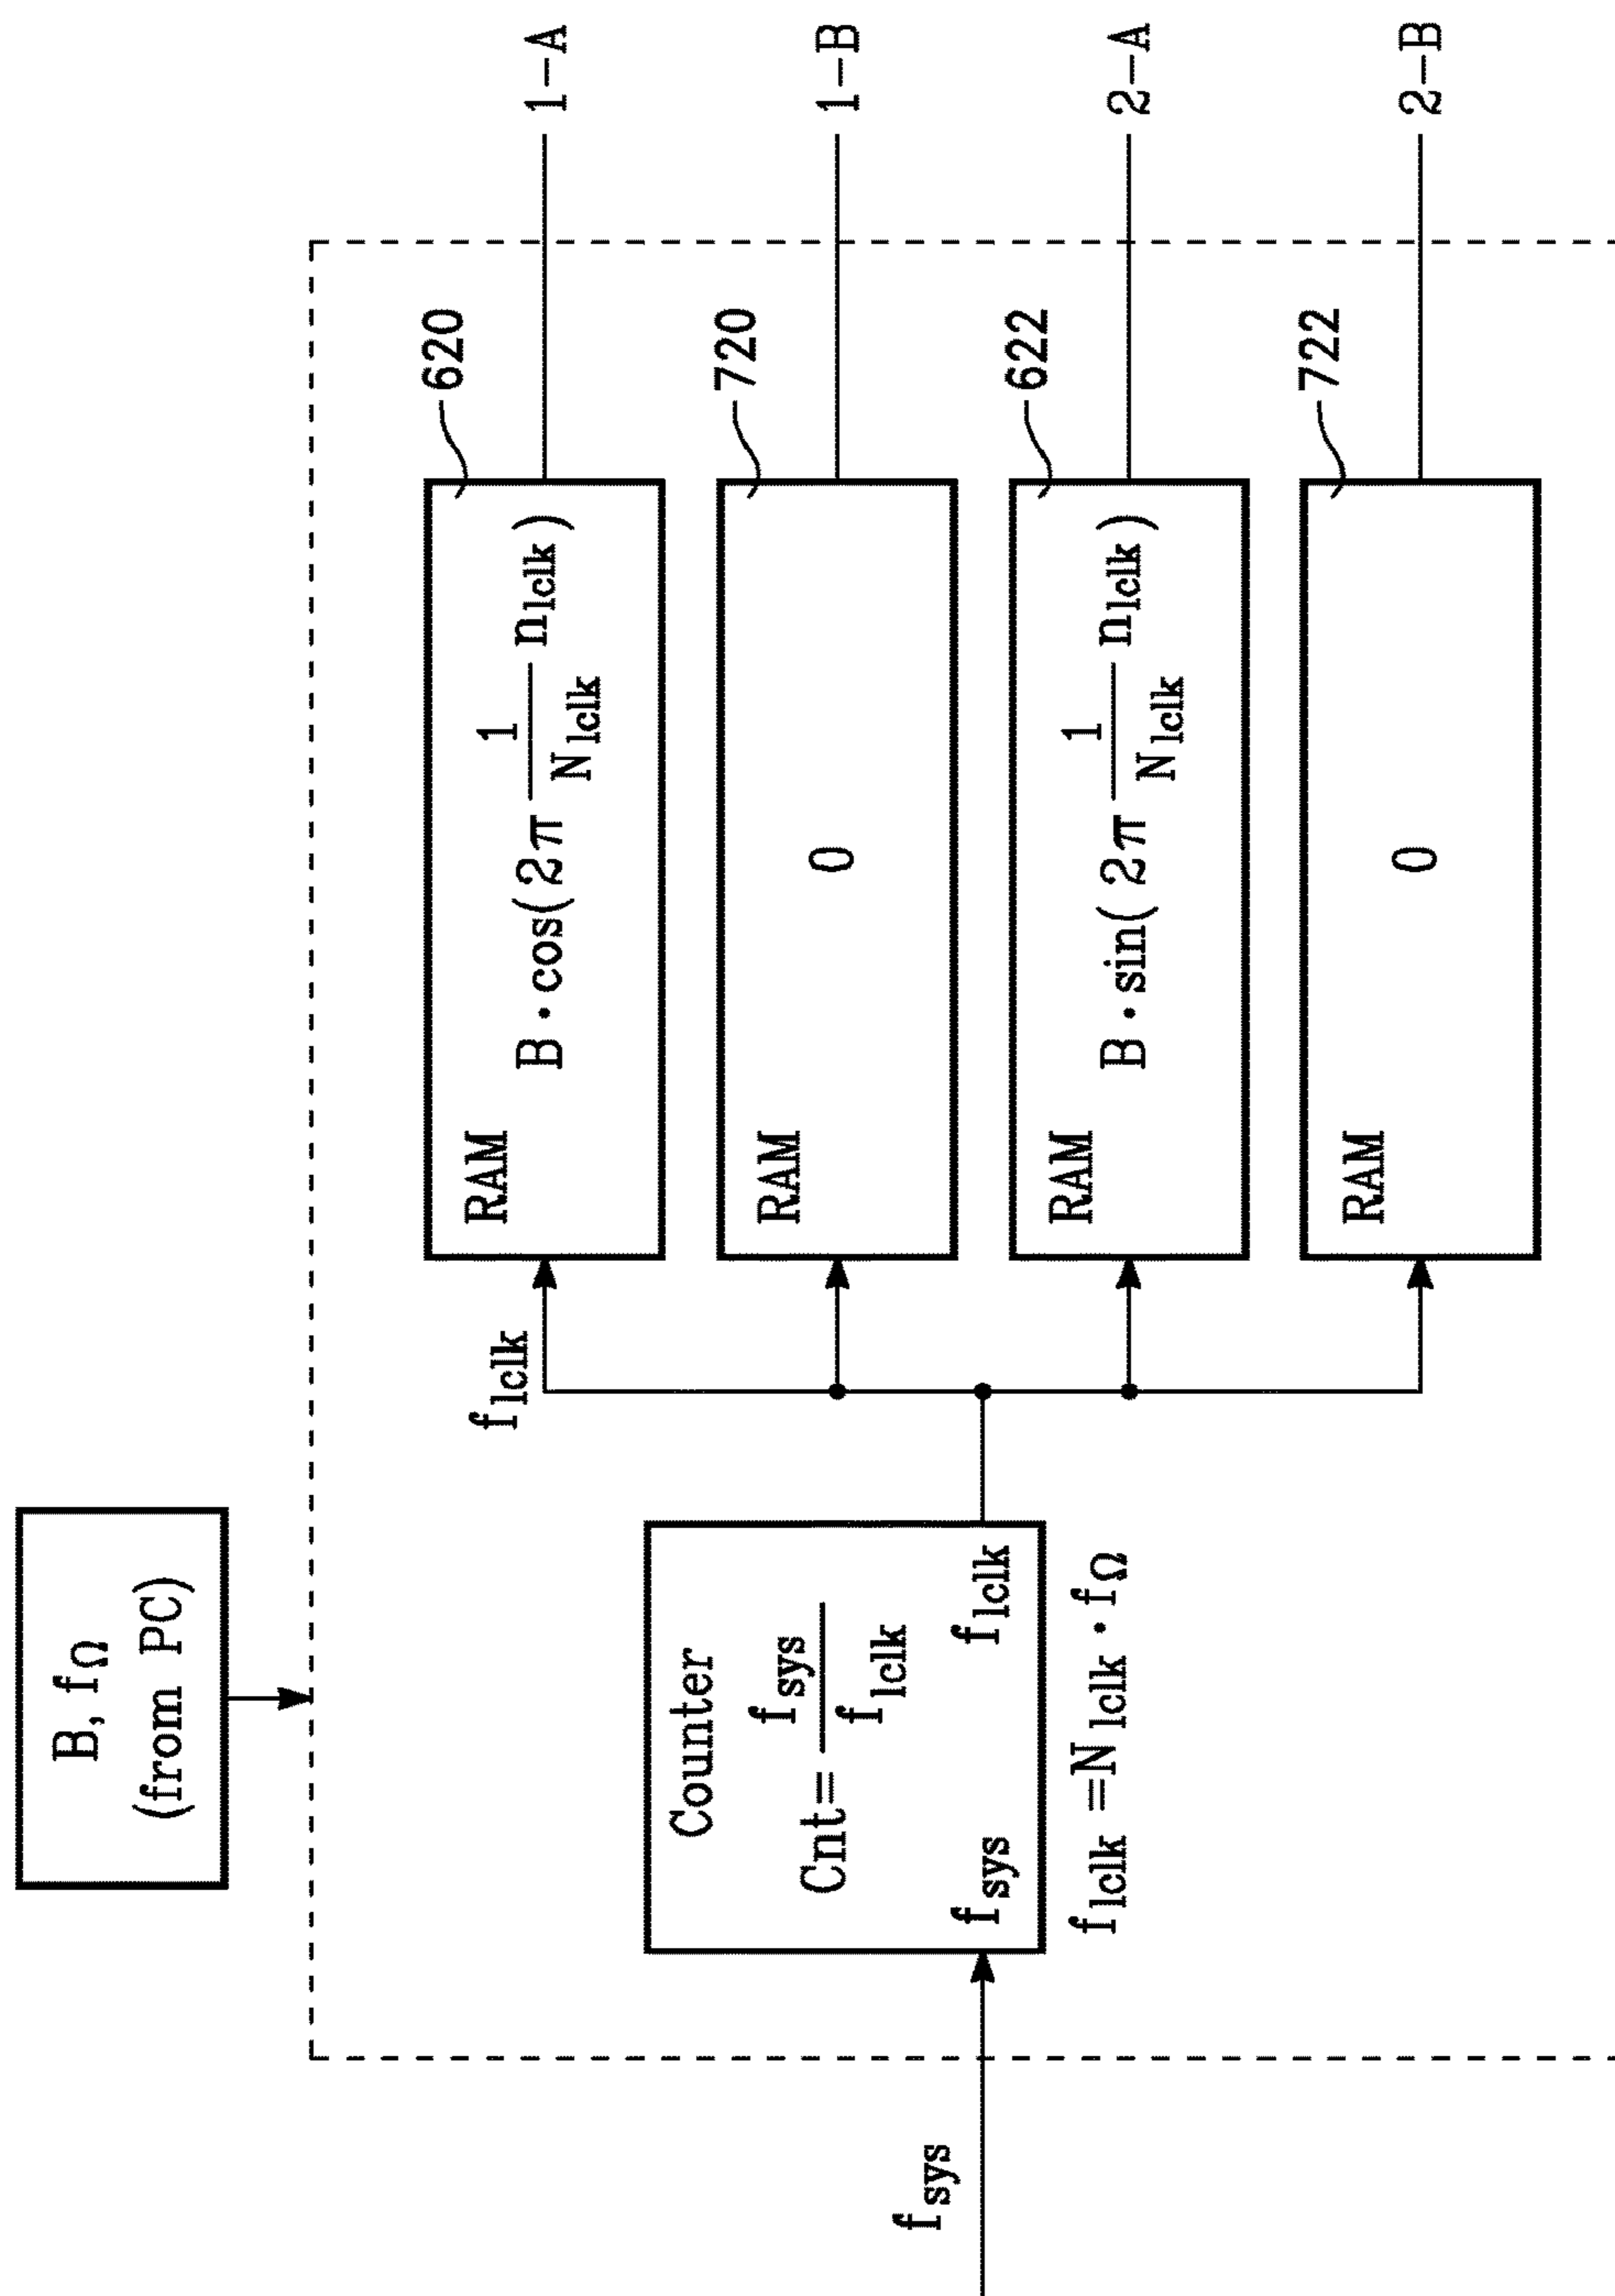 B, fΩ
(from PC)
fsys
Counter
Cnt= fsys / flclk
fsys flclk
flclk =Nlclk · fΩ
flclk
620
RAM B · cos( 2π 1/Nlclk nlclk )
1-A
720
RAM 0
1-B
622
RAM B · sin( 2π 1/Nlclk nlclk )
2-A
722
RAM 0
2-B